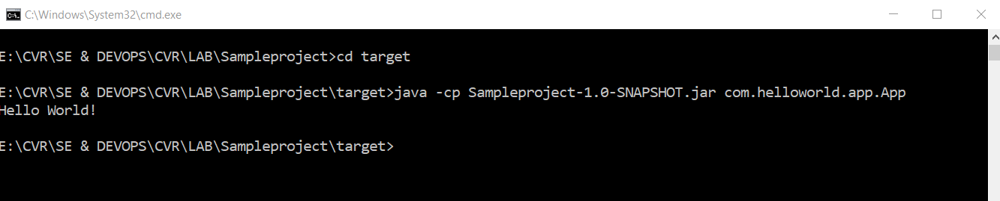 C:\Windows\System32\cmd.exe
E:\CVR\SE & DEVOPS\CVR\LAB\Sampleproject>cd target
E:\CVR\SE & DEVOPS\CVR\LAB\Sampleproject\target>java -cp Sampleproject-1.0-SNAPSHOT.jar com.helloworld.app.App
Hello World!
E:\CVR\SE & DEVOPS\CVR\LAB\Sampleproject\target>